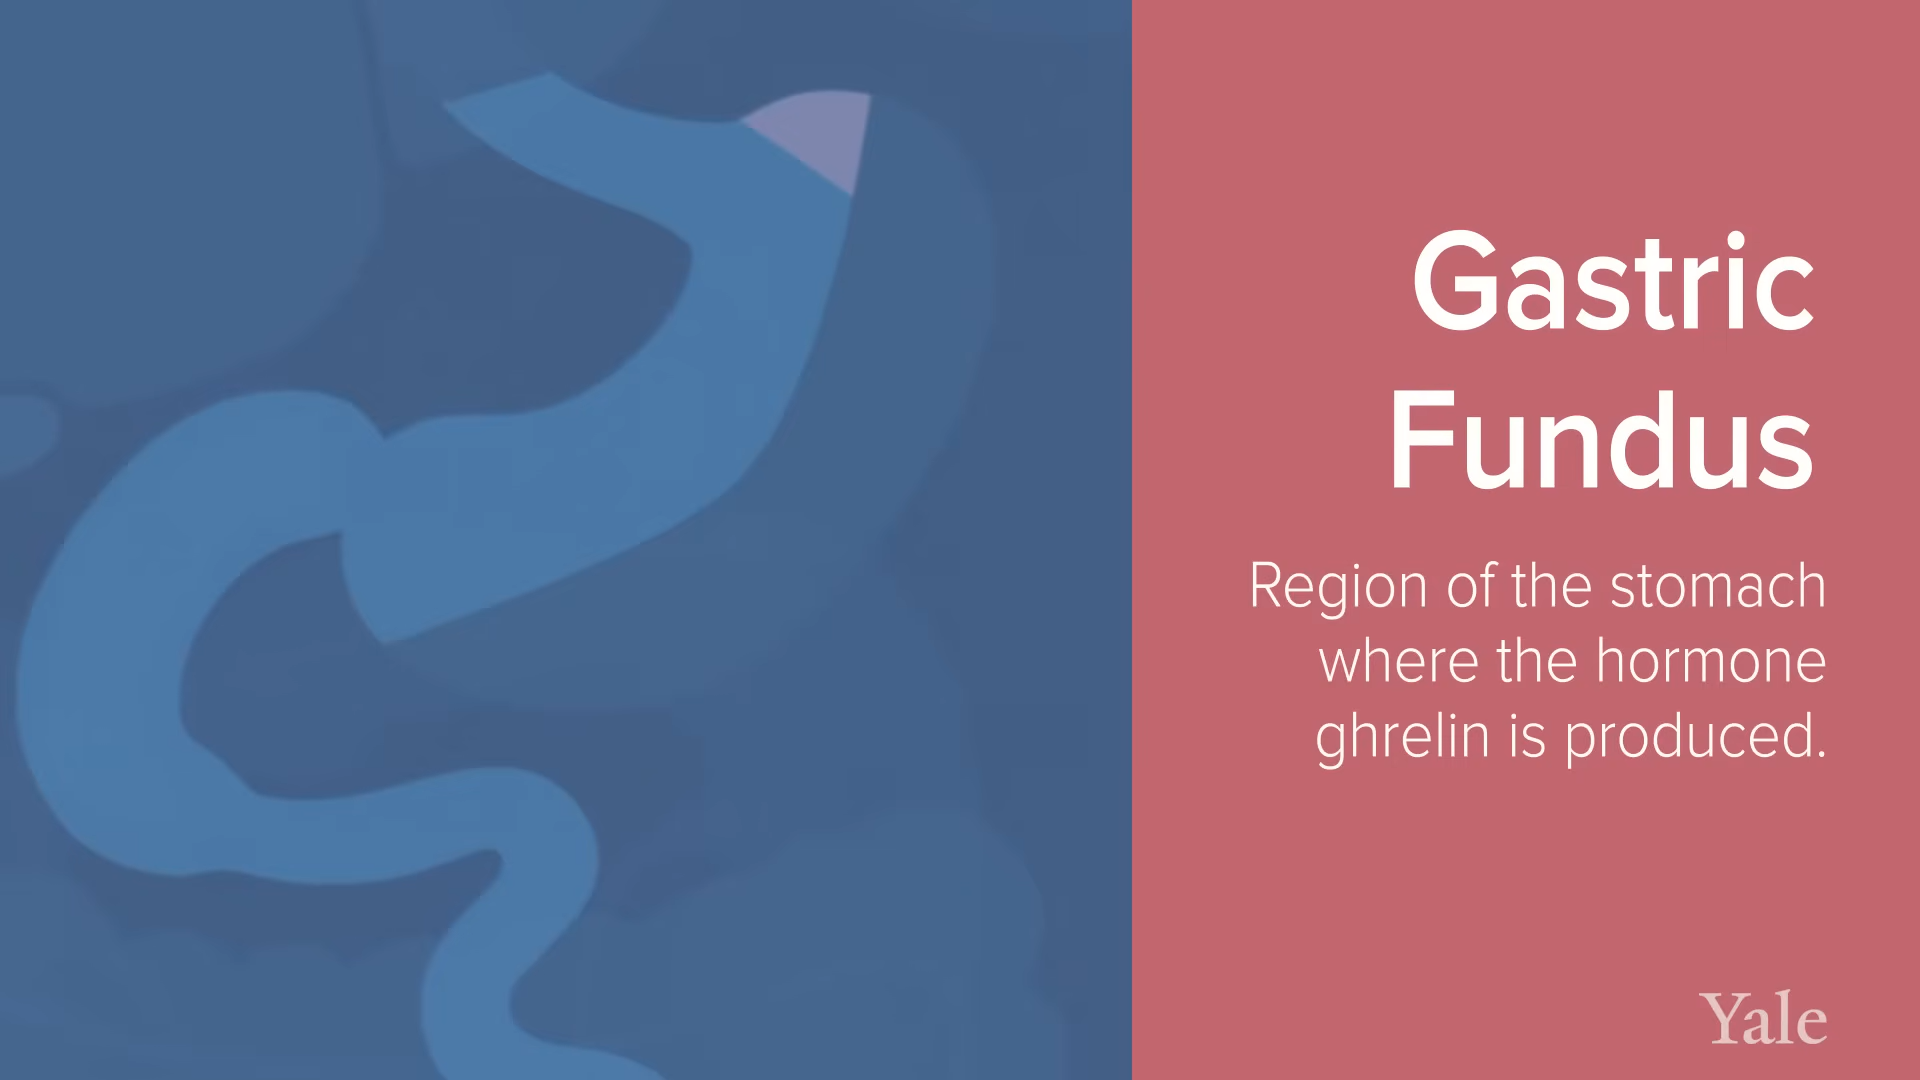 Gastric
Fundus
Region of the stomach
where the hormone
ghrelin is produced.
Yale